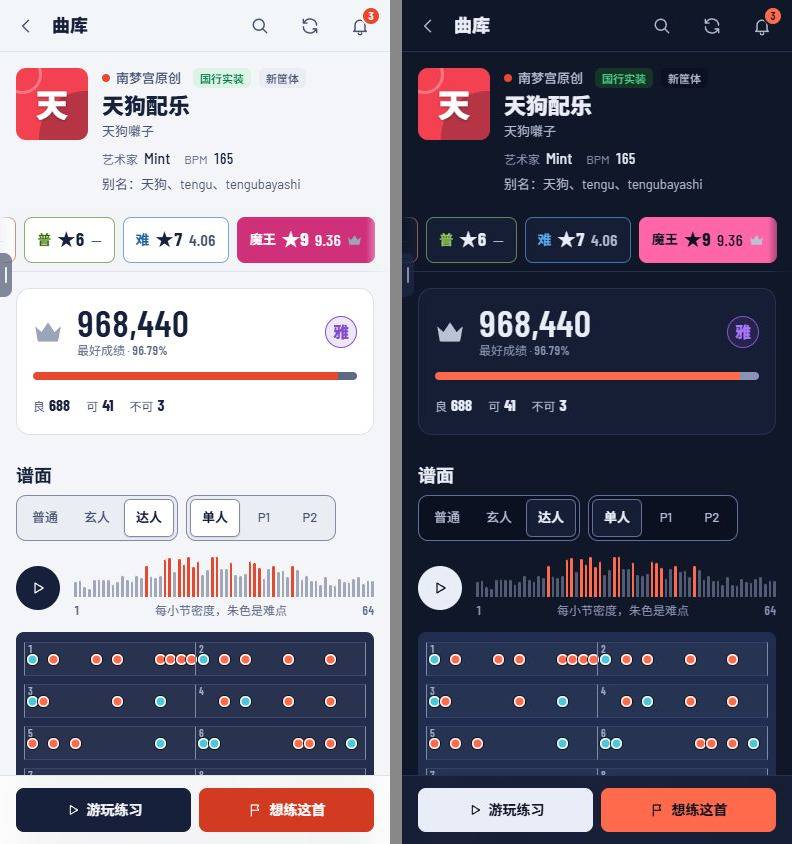 曲库
3
天
南梦宫原创 国行实装 新筐体
天狗配乐
天狗囃子
艺术家 Mint BPM 165
别名：天狗、tengu、tengubayashi
普 ★6 —
难 ★7 4.06
魔王 ★9 9.36
968,440
最好成绩 · 96.79%
雅
良 688 可 41 不可 3
谱面
普通 玄人 达人
单人 P1 P2
1 每小节密度，朱色是难点 64
1 2
3 4
5 6
7 8
游玩练习
想练这首
曲库
3
天
南梦宫原创 国行实装 新筐体
天狗配乐
天狗囃子
艺术家 Mint BPM 165
别名：天狗、tengu、tengubayashi
普 ★6 —
难 ★7 4.06
魔王 ★9 9.36
968,440
最好成绩 · 96.79%
雅
良 688 可 41 不可 3
谱面
普通 玄人 达人
单人 P1 P2
1 每小节密度，朱色是难点 64
1 2
3 4
5 6
7 8
游玩练习
想练这首